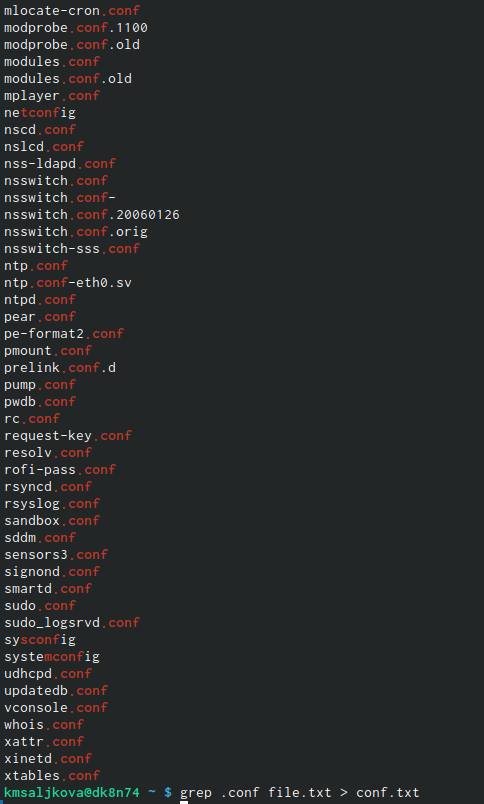 mlocate-cron.conf
modprobe.conf.1100
modprobe.conf.old
modules.conf
modules.conf.old
mplayer.conf
netconfig
nscd.conf
nslcd.conf
nss-ldapd.conf
nsswitch.conf
nsswitch.conf-
nsswitch.conf.20060126
nsswitch.conf.orig
nsswitch-sss.conf
ntp.conf
ntp.conf-eth0.sv
ntpd.conf
pear.conf
pe-format2.conf
pmount.conf
prelink.conf.d
pump.conf
pwdb.conf
rc.conf
request-key.conf
resolv.conf
rofi-pass.conf
rsyncd.conf
rsyslog.conf
sandbox.conf
sddm.conf
sensors3.conf
signond.conf
smartd.conf
sudo.conf
sudo_logsrvd.conf
sysconfig
systemconfig
udhcpd.conf
updatedb.conf
vconsole.conf
whois.conf
xattr.conf
xinetd.conf
xtables.conf
kmsaljkova@dk8n74 ~ $ grep .conf file.txt > conf.txt